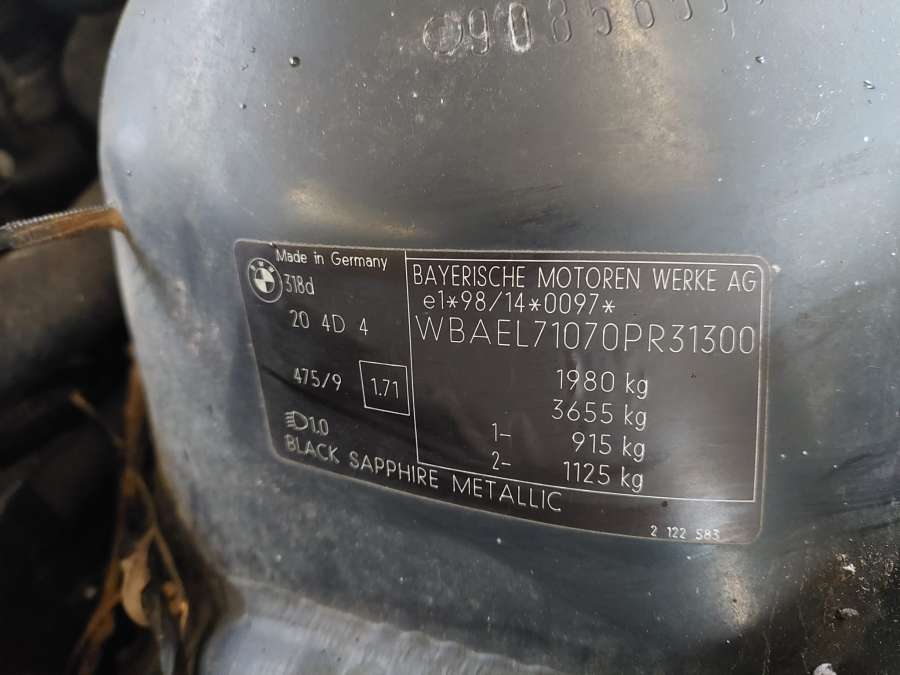 Made in Germany
318d
20 4D 4
475/9 1.71
1.0
BLACK SAPPHIRE METALLIC
BAYERISCHE MOTOREN WERKE AG
e1*98/14*0097*
WBAEL71070PR31300
1980 kg
3655 kg
1- 915 kg
2- 1125 kg
2 122 583